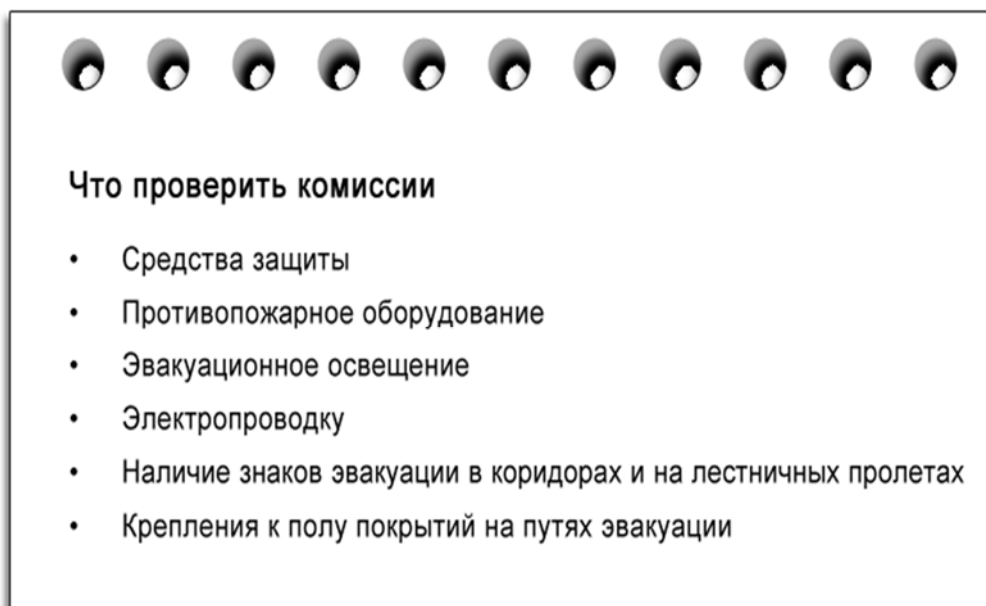 Что проверить комиссии
• Средства защиты
• Противопожарное оборудование
• Эвакуационное освещение
• Электропроводку
• Наличие знаков эвакуации в коридорах и на лестничных пролетах
• Крепления к полу покрытий на путях эвакуации